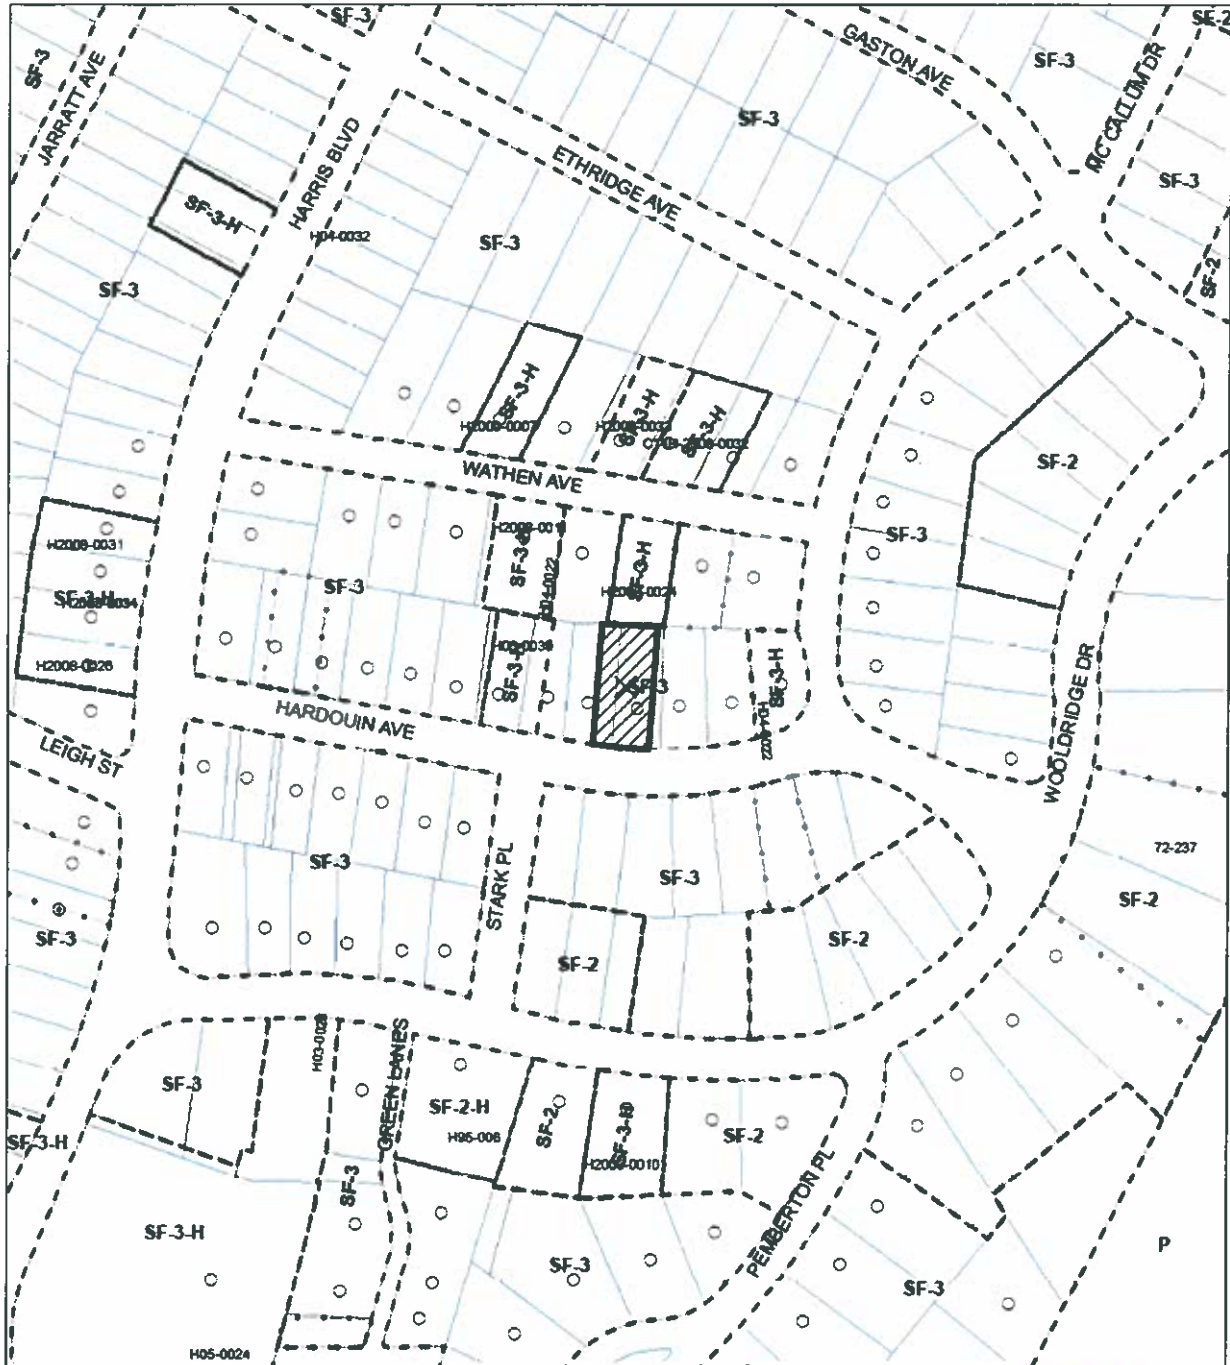 SF-3
SF-2
GASTON AVE
SF-3
SF-3
MC CALLUM DR
JARRATT AVE
SF-3
ETHRIDGE AVE
HARRIS BLVD
SF-3
SF-3-H
H04-0032
SF-3
SF-2
SF-3
SF-3-H
SF-3-H
SF-3-H
WATHEN AVE
SF-2
SF-3
H2008-0031
SF-3-H
H2008-0026
SF-3
SF-3-H
SF-3
SF-3-H
HARDOUIN AVE
LEIGH ST
WOOLDRIDGE DR
SF-3
STARK PL
SF-3
72-237
SF-2
SF-3
SF-2
SF-2
H03-0028
GREEN LANES
SF-3
SF-2-H
H95-006
SF-2
SF-2
SF-3-H
SF-3
PEMBERTON PL
SF-3-H
SF-3
SF-3
P
H05-0024